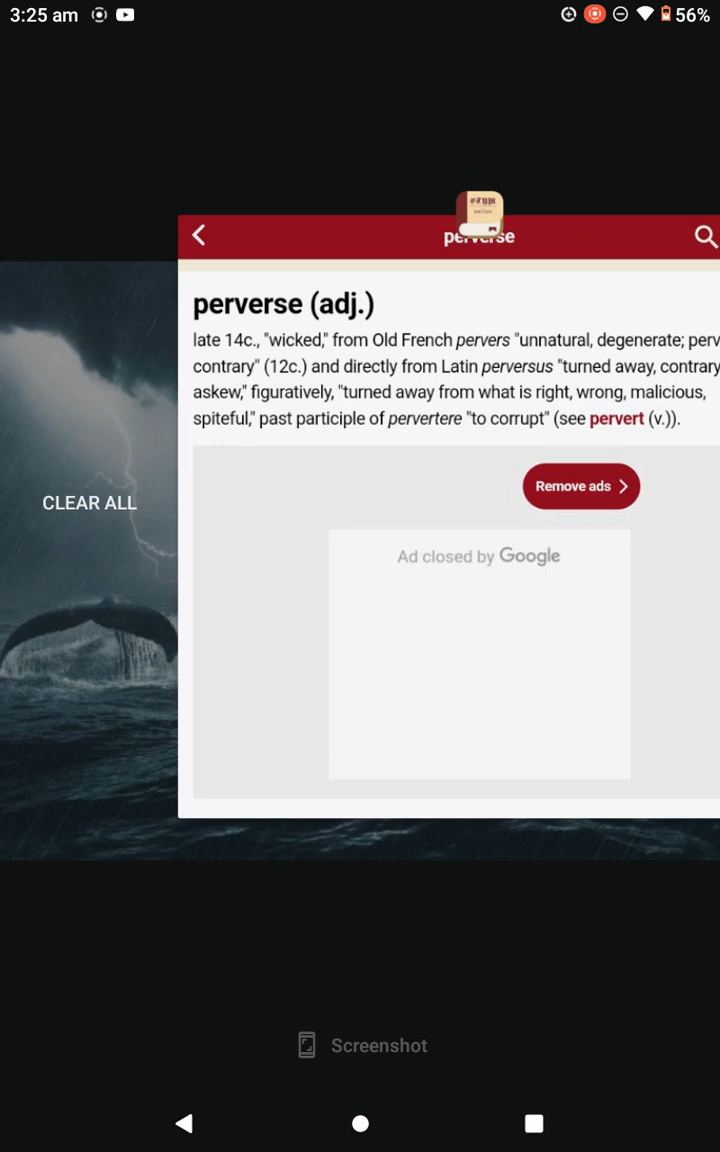 3:25 am
56%
perverse
perverse (adj.)
late 14c., "wicked," from Old French pervers "unnatural, degenerate; perv
contrary" (12c.) and directly from Latin perversus "turned away, contrary
askew," figuratively, "turned away from what is right, wrong, malicious,
spiteful," past participle of pervertere "to corrupt" (see pervert (v.)).
CLEAR ALL
Remove ads
Ad closed by Google
Screenshot